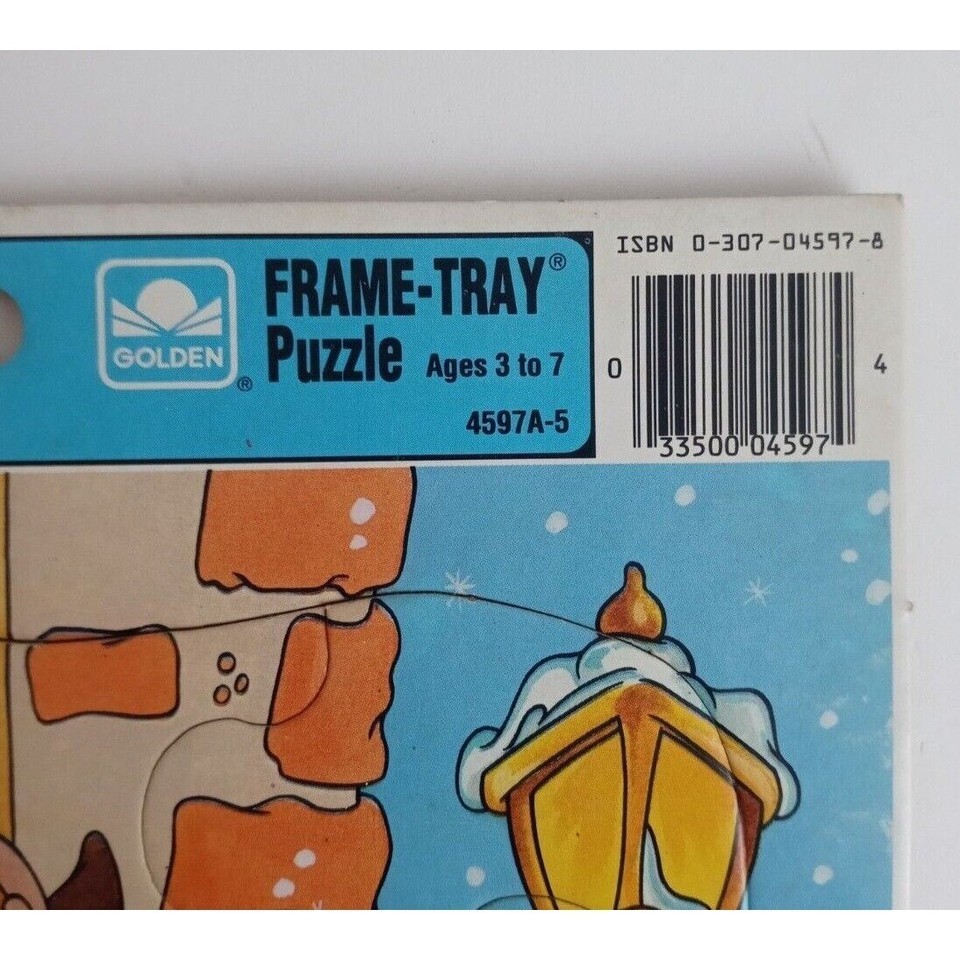 ISBN 0-307-04597-8
GOLDEN®
FRAME-TRAY®
Puzzle Ages 3 to 7
4597A-5
0 4
33500 04597